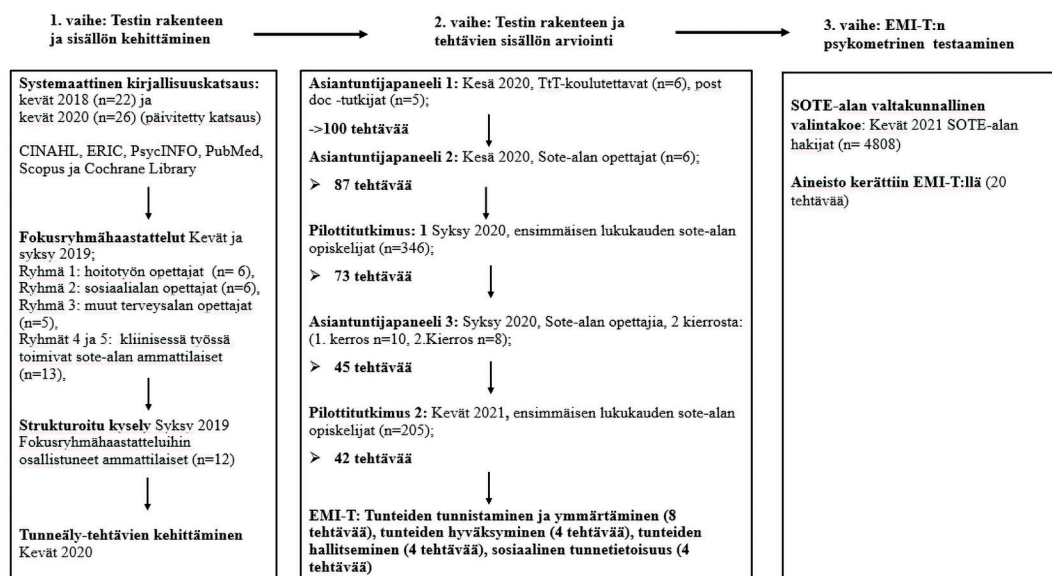 1. vaihe: Testin rakenteen
ja sisällön kehittäminen
2. vaihe: Testin rakenteen ja
tehtävien sisällön arviointi
3. vaihe: EMI-T:n
psykometrinen testaaminen
Systemaattinen kirjallisuuskatsaus:
kevät 2018 (n=22) ja
kevät 2020 (n=26) (päivitetty katsaus)
CINAHL, ERIC, PsycINFO, PubMed,
Scopus ja Cochrane Library
Fokusryhmähaastattelut Kevät ja
syksy 2019;
Ryhmä 1: hoitotyön opettajat (n= 6),
Ryhmä 2: sosiaalialan opettajat (n=6),
Ryhmä 3: muut terveysalan opettajat
(n=5),
Ryhmät 4 ja 5: kliinisessä työssä
toimivat sote-alan ammattilaiset
(n=13),
Strukturoitu kysely Syksy 2019
Fokusryhmähaastatteluihin
osallistuneet ammattilaiset (n=12)
Tunneäly-tehtävien kehittäminen
Kevät 2020
Asiantuntijapaneeli 1: Kesä 2020, TtT-koulutettavat (n=6), post
doc -tutkijat (n=5);
->100 tehtävää
Asiantuntijapaneeli 2: Kesä 2020, Sote-alan opettajat (n=6);
➢ 87 tehtävää
Pilottitutkimus: 1 Syksy 2020, ensimmäisen lukukauden sote-alan
opiskelijat (n=346);
➢ 73 tehtävää
Asiantuntijapaneeli 3: Syksy 2020, Sote-alan opettajia, 2 kierrosta:
(1. kerros n=10, 2.Kierros n=8);
➢ 45 tehtävää
Pilottitutkimus 2: Kevät 2021, ensimmäisen lukukauden sote-alan
opiskelijat (n=205);
➢ 42 tehtävää
EMI-T: Tunteiden tunnistaminen ja ymmärtäminen (8
tehtävää), tunteiden hyväksyminen (4 tehtävää), tunteiden
hallitseminen (4 tehtävää), sosiaalinen tunnetietoisuus (4
tehtävää)
SOTE-alan valtakunnallinen
valintakoe: Kevät 2021 SOTE-alan
hakijat (n= 4808)
Aineisto kerättiin EMI-T:llä (20
tehtävää)